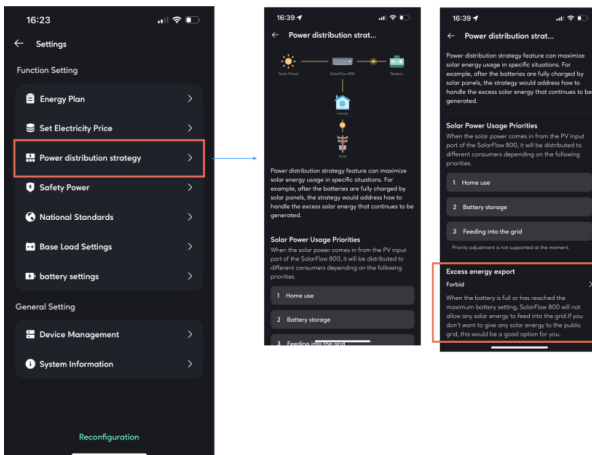 16:23
Settings
Function Setting
Energy Plan
Set Electricity Price
Power distribution strategy
Safety Power
National Standards
Base Load Settings
battery settings
General Setting
Device Management
System Information
Reconfiguration
16:39
Power distribution strat...
Solar Panel
SolarFlow 800
Battery
Family
Grid
Power distribution strategy feature can maximize
solar energy usage in specific situations. For
example, after the batteries are fully charged by
solar panels, the strategy would address how to
handle the excess solar energy that continues to be
generated.
Solar Power Usage Priorities
When the solar power comes in from the PV input
port of the SolarFlow 800, it will be distributed to
different consumers depending on the following
priorities.
1 Home use
2 Battery storage
3 Feeding into the grid
16:39
Power distribution strat...
Power distribution strategy feature can maximize
solar energy usage in specific situations. For
example, after the batteries are fully charged by
solar panels, the strategy would address how to
handle the excess solar energy that continues to be
generated.
Solar Power Usage Priorities
When the solar power comes in from the PV input
port of the SolarFlow 800, it will be distributed to
different consumers depending on the following
priorities.
1 Home use
2 Battery storage
3 Feeding into the grid
Priority adjustment is not supported at the moment.
Excess energy export
Forbid
When the battery is full or has reached the
maximum battery setting, SolarFlow 800 will not
allow any solar energy to feed into the grid.If you
don't want to give any solar energy to the public
grid, this would be a good option for you.